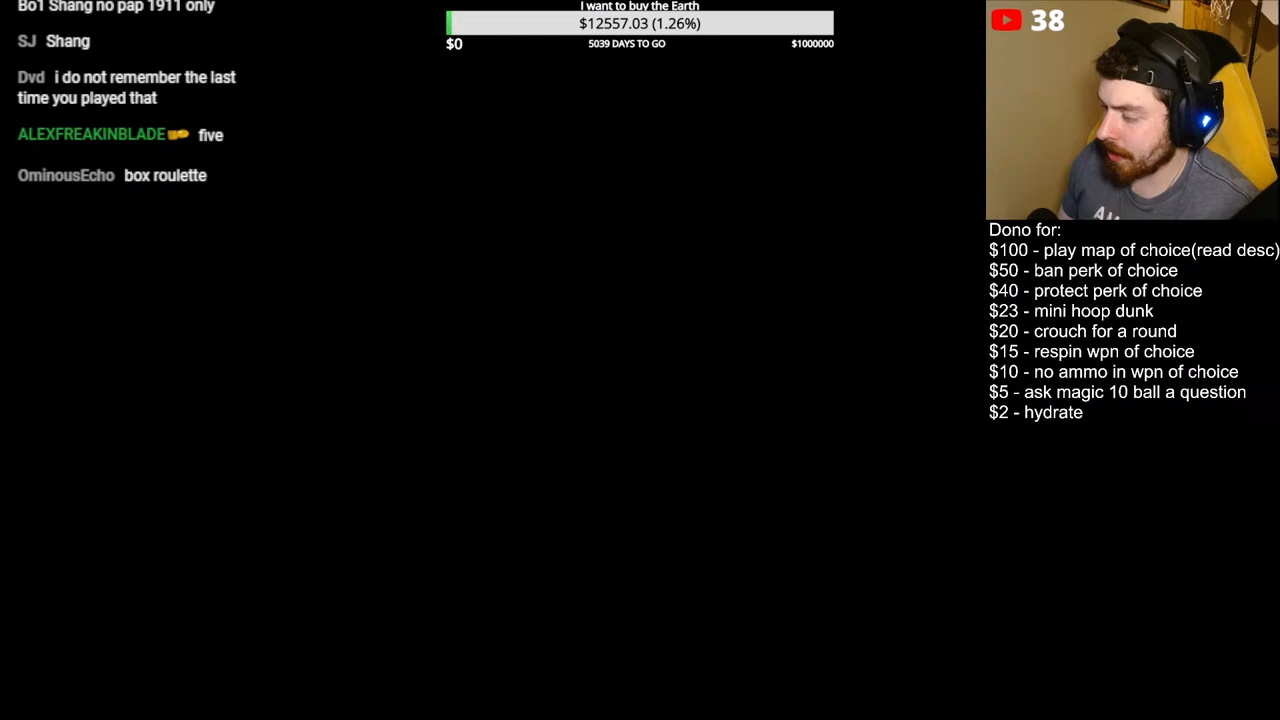 Bo1 Shang no pap 1911 only
SJ Shang
Dvd i do not remember the last
time you played that
ALEXFREAKINBLADE five
OminousEcho box roulette
I want to buy the Earth
$12557.03 (1.26%)
$0 5039 DAYS TO GO $1000000
38
AM
Dono for:
$100 - play map of choice(read desc)
$50 - ban perk of choice
$40 - protect perk of choice
$23 - mini hoop dunk
$20 - crouch for a round
$15 - respin wpn of choice
$10 - no ammo in wpn of choice
$5 - ask magic 10 ball a question
$2 - hydrate